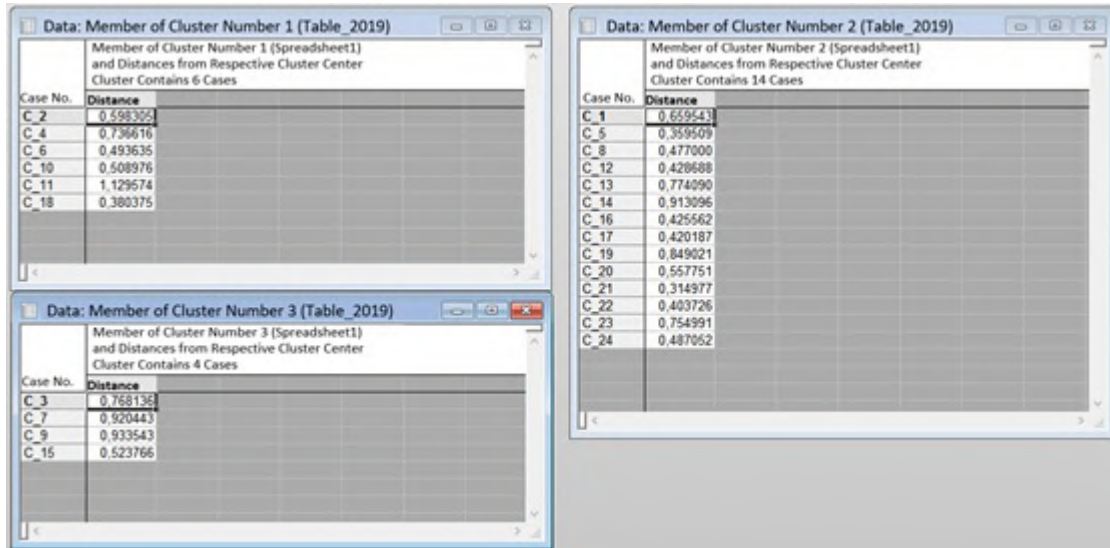 Data: Member of Cluster Number 1 (Table_2019)
Member of Cluster Number 1 (Spreadsheet1)
and Distances from Respective Cluster Center
Cluster Contains 6 Cases
Case No. Distance
C_2 0,598305
C_4 0,736616
C_6 0,493635
C_10 0,508976
C_11 1,129574
C_18 0,380375
Data: Member of Cluster Number 3 (Table_2019)
Member of Cluster Number 3 (Spreadsheet1)
and Distances from Respective Cluster Center
Cluster Contains 4 Cases
Case No. Distance
C_3 0,768136
C_7 0,920443
C_9 0,933543
C_15 0,523766
Data: Member of Cluster Number 2 (Table_2019)
Member of Cluster Number 2 (Spreadsheet1)
and Distances from Respective Cluster Center
Cluster Contains 14 Cases
Case No. Distance
C_1 0,659543
C_5 0,359509
C_8 0,477000
C_12 0,428688
C_13 0,774090
C_14 0,913096
C_16 0,425562
C_17 0,420187
C_19 0,849021
C_20 0,557751
C_21 0,314977
C_22 0,403726
C_23 0,754991
C_24 0,487052